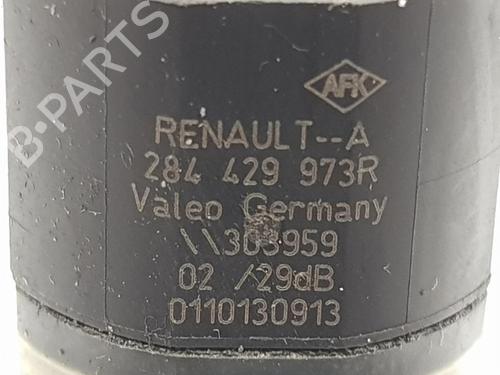 B-PARTS
AFK
RENAULT--A
284 429 973R
Valeo Germany
\\303959
02 /29dB
0110130913